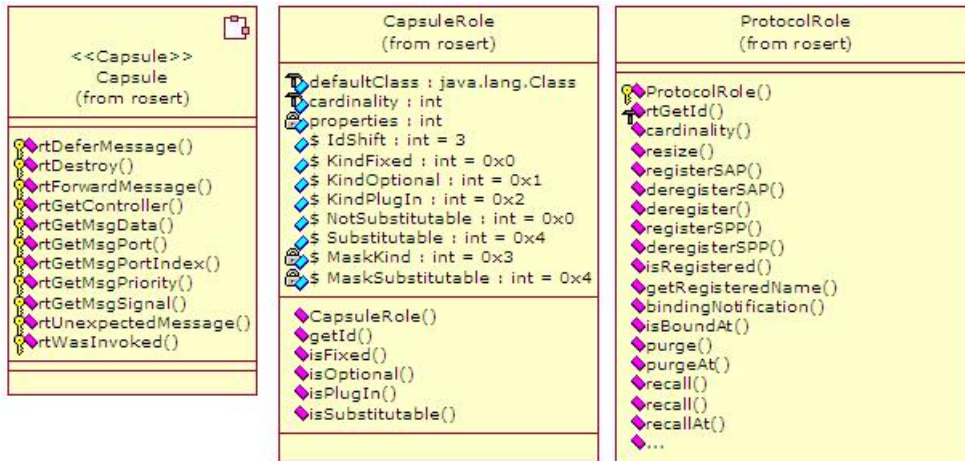 <<Capsule>>
Capsule
(from rosert)
rtDeferMessage()
rtDestroy()
rtForwardMessage()
rtGetController()
rtGetMsgData()
rtGetMsgPort()
rtGetMsgPortIndex()
rtGetMsgPriority()
rtGetMsgSignal()
rtUnexpectedMessage()
rtWasInvoked()
CapsuleRole
(from rosert)
defaultClass : java.lang.Class
cardinality : int
properties : int
$ IdShift : int = 3
$ KindFixed : int = 0x0
$ KindOptional : int = 0x1
$ KindPlugIn : int = 0x2
$ NotSubstitutable : int = 0x0
$ Substitutable : int = 0x4
$ MaskKind : int = 0x3
$ MaskSubstitutable : int = 0x4
CapsuleRole()
getId()
isFixed()
isOptional()
isPlugIn()
isSubstitutable()
ProtocolRole
(from rosert)
ProtocolRole()
rtGetId()
cardinality()
resize()
registerSAP()
deregisterSAP()
deregister()
registerSPP()
deregisterSPP()
isRegistered()
getRegisteredName()
bindingNotification()
isBoundAt()
purge()
purgeAt()
recall()
recall()
recallAt()
...